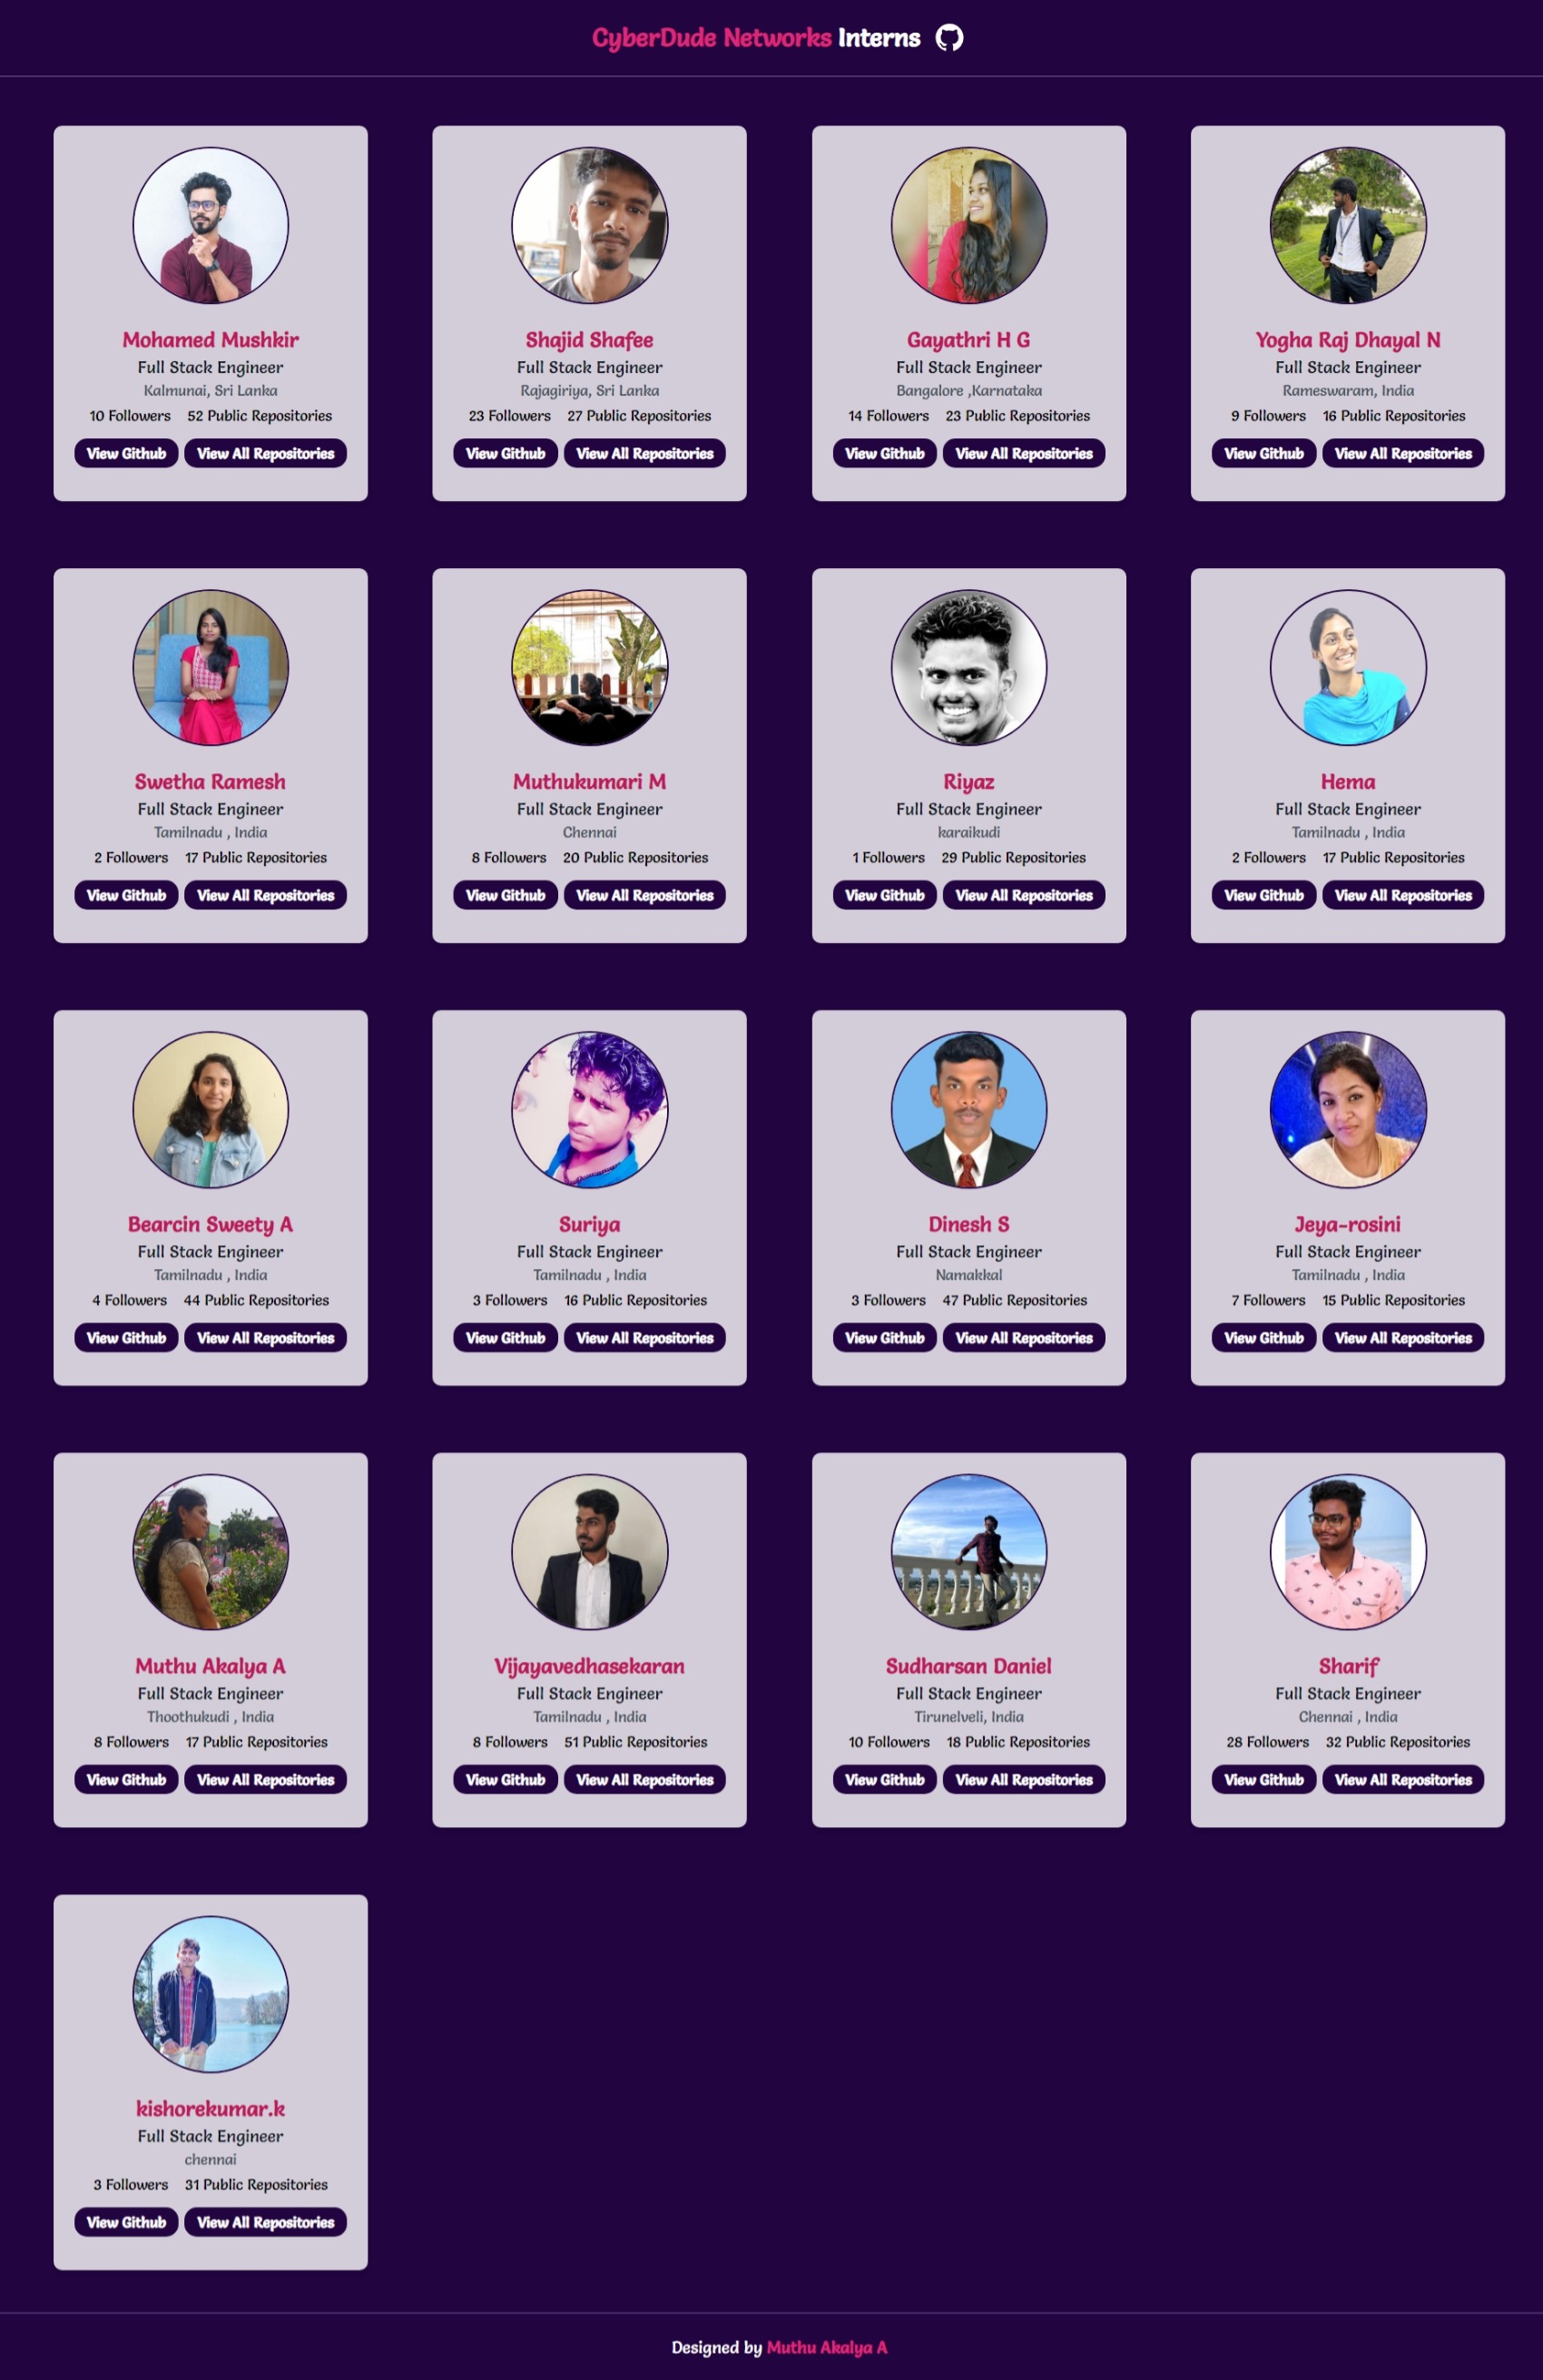 CyberDude Networks Interns
Mohamed Mushkir
Full Stack Engineer
Kalmunai, Sri Lanka
10 Followers 52 Public Repositories
View Github View All Repositories
Shajid Shafee
Full Stack Engineer
Rajagiriya, Sri Lanka
23 Followers 27 Public Repositories
View Github View All Repositories
Gayathri H G
Full Stack Engineer
Bangalore ,Karnataka
14 Followers 23 Public Repositories
View Github View All Repositories
Yogha Raj Dhayal N
Full Stack Engineer
Rameswaram, India
9 Followers 16 Public Repositories
View Github View All Repositories
Swetha Ramesh
Full Stack Engineer
Tamilnadu , India
2 Followers 17 Public Repositories
View Github View All Repositories
Muthukumari M
Full Stack Engineer
Chennai
8 Followers 20 Public Repositories
View Github View All Repositories
Riyaz
Full Stack Engineer
karaikudi
1 Followers 29 Public Repositories
View Github View All Repositories
Hema
Full Stack Engineer
Tamilnadu , India
2 Followers 17 Public Repositories
View Github View All Repositories
Bearcin Sweety A
Full Stack Engineer
Tamilnadu , India
4 Followers 44 Public Repositories
View Github View All Repositories
Suriya
Full Stack Engineer
Tamilnadu , India
3 Followers 16 Public Repositories
View Github View All Repositories
Dinesh S
Full Stack Engineer
Namakkal
3 Followers 47 Public Repositories
View Github View All Repositories
Jeya-rosini
Full Stack Engineer
Tamilnadu , India
7 Followers 15 Public Repositories
View Github View All Repositories
Muthu Akalya A
Full Stack Engineer
Thoothukudi , India
8 Followers 17 Public Repositories
View Github View All Repositories
Vijayavedhasekaran
Full Stack Engineer
Tamilnadu , India
8 Followers 51 Public Repositories
View Github View All Repositories
Sudharsan Daniel
Full Stack Engineer
Tirunelveli, India
10 Followers 18 Public Repositories
View Github View All Repositories
Sharif
Full Stack Engineer
Chennai , India
28 Followers 32 Public Repositories
View Github View All Repositories
kishorekumar.k
Full Stack Engineer
chennai
3 Followers 31 Public Repositories
View Github View All Repositories
Designed by Muthu Akalya A